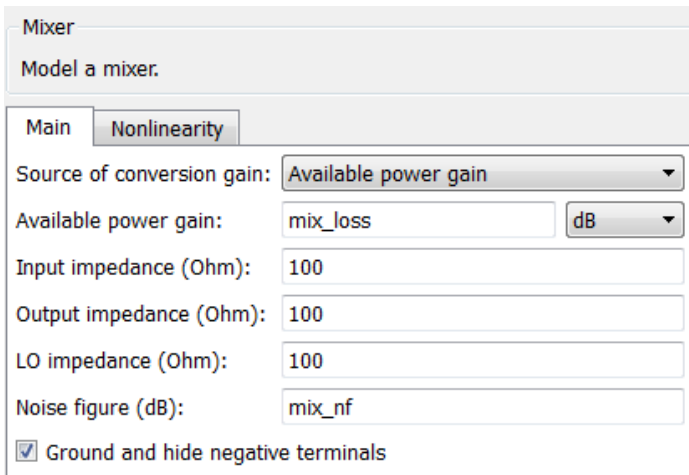 Mixer
Model a mixer.
Main Nonlinearity
Source of conversion gain: Available power gain
Available power gain: mix_loss dB
Input impedance (Ohm): 100
Output impedance (Ohm): 100
LO impedance (Ohm): 100
Noise figure (dB): mix_nf
Ground and hide negative terminals